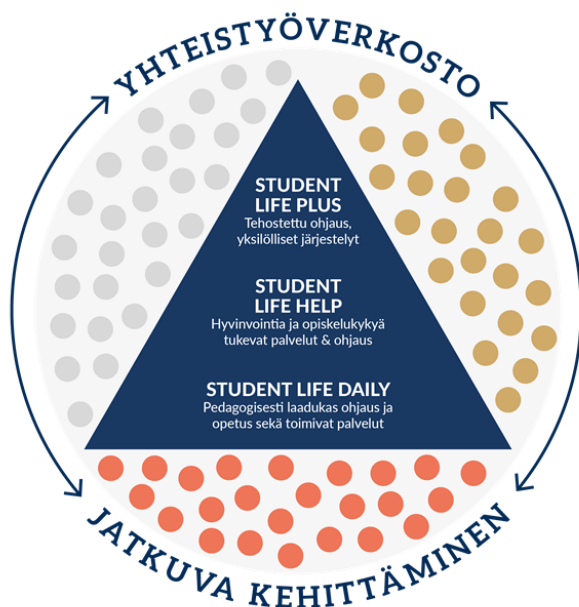 YHTEISTYÖVERKOSTO
STUDENT
LIFE PLUS
Tehostettu ohjaus,
yksilölliset järjestelyt
STUDENT
LIFE HELP
Hyvinvointia ja opiskelukykyä
tukevat palvelut & ohjaus
STUDENT LIFE DAILY
Pedagogisesti laadukas ohjaus ja
opetus sekä toimivat palvelut
JATKUVA KEHITTÄMINEN